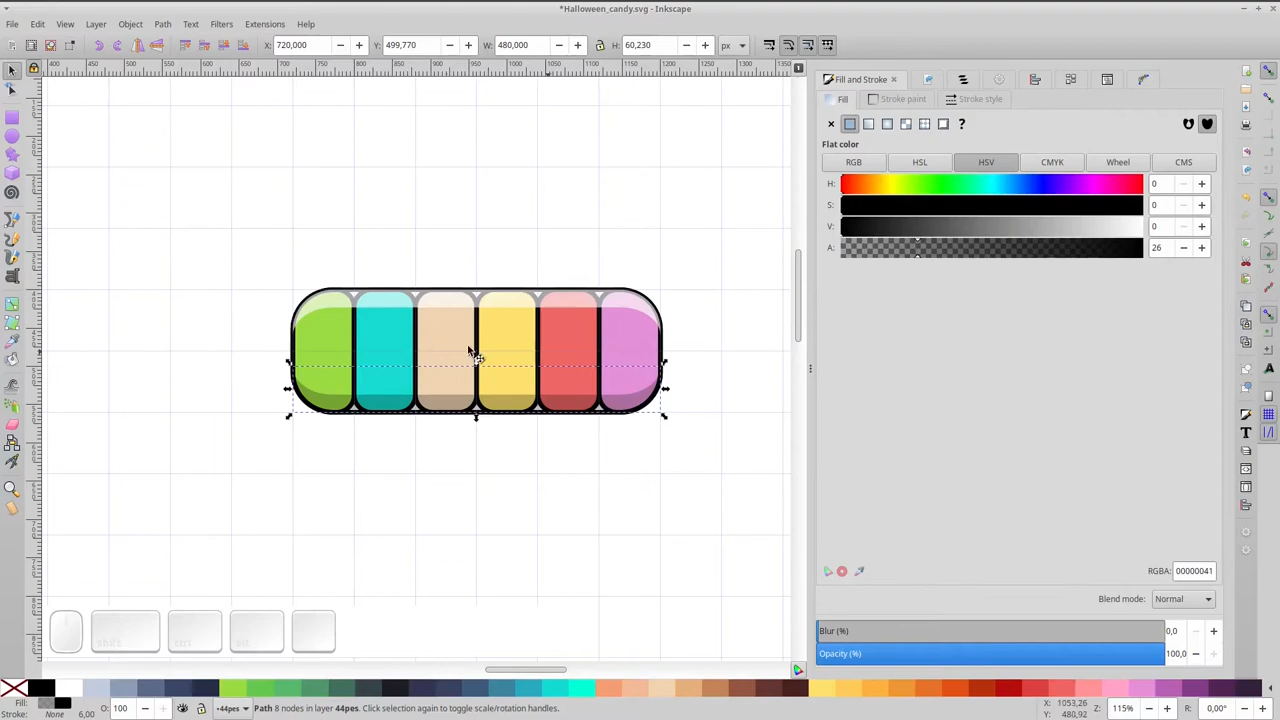 *Halloween_candy.svg - Inkscape
File Edit View Layer Object Path Text Filters Extensions Help
X: 720,000 Y: 499,770 W: 480,000 H: 60,230 px
Fill and Stroke
Fill Stroke paint Stroke style
?
Flat color
RGB HSL HSV CMYK Wheel CMS
H: 0
S: 0
V: 0
A: 26
RGBA: 00000041
Blend mode: Normal
shift ctrl alt
Blur (%) 0,0
Opacity (%) 100,0
Fill:
Stroke: None 6,00 O: 100 44pes Path 8 nodes in layer 44pes. Click selection again to toggle scale/rotation handles. X: 1053,26 Y: 480,92 Z: 115% R: 0,00°